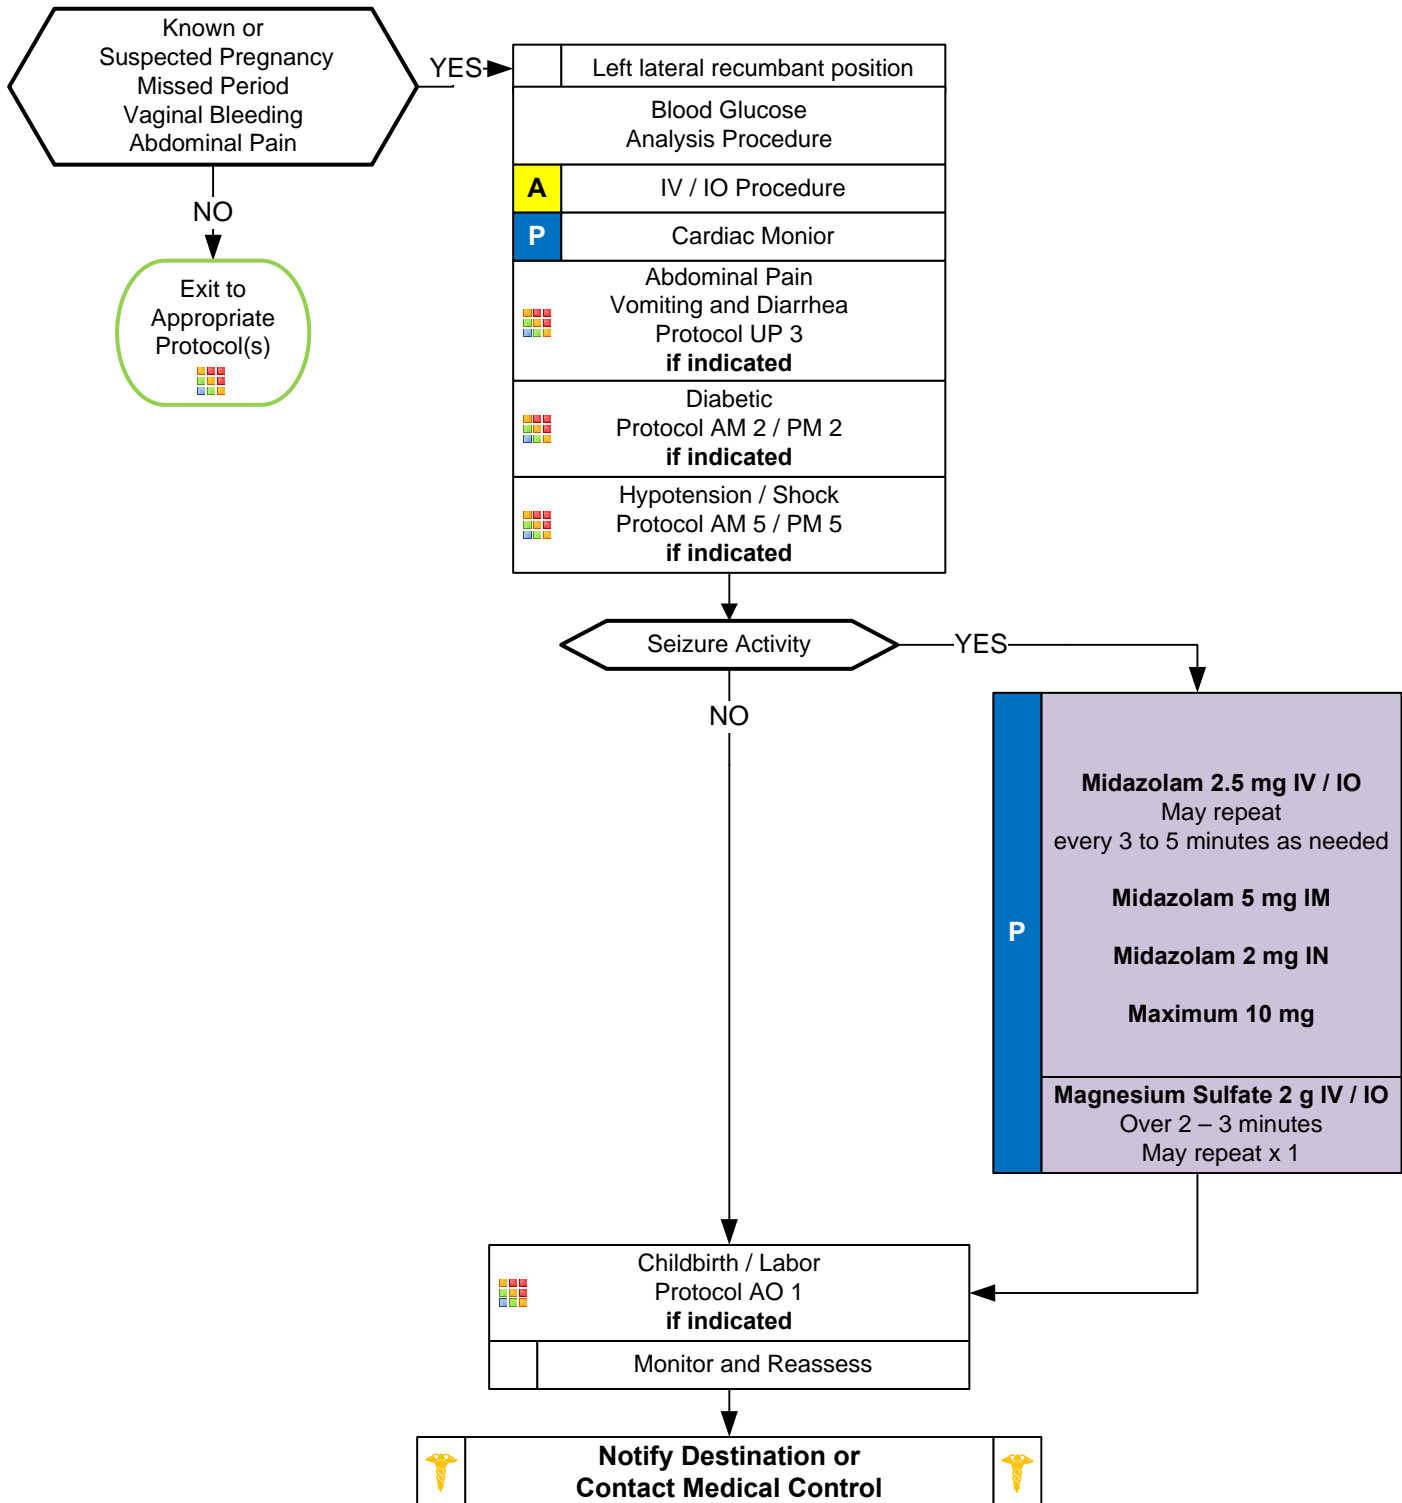 Known or
Suspected Pregnancy
Missed Period
Vaginal Bleeding
Abdominal Pain
YES
NO
Exit to
Appropriate
Protocol(s)
Left lateral recumbant position
Blood Glucose
Analysis Procedure
A
IV / IO Procedure
P
Cardiac Monior
Abdominal Pain
Vomiting and Diarrhea
Protocol UP 3
if indicated
Diabetic
Protocol AM 2 / PM 2
if indicated
Hypotension / Shock
Protocol AM 5 / PM 5
if indicated
Seizure Activity
YES
NO
P
Midazolam 2.5 mg IV / IO
May repeat
every 3 to 5 minutes as needed
Midazolam 5 mg IM
Midazolam 2 mg IN
Maximum 10 mg
Magnesium Sulfate 2 g IV / IO
Over 2 – 3 minutes
May repeat x 1
Childbirth / Labor
Protocol AO 1
if indicated
Monitor and Reassess
Notify Destination or
Contact Medical Control